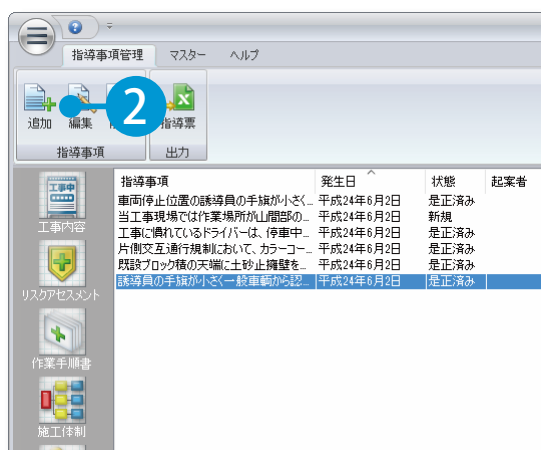 指導事項管理 マスター ヘルプ
追加 編集 2 指導票
指導事項 出力
工事中
工事内容
リスクアセスメント
作業手順書
施工体制
指導事項 発生日 状態 起案者
車両停止位置の誘導員の手旗が小さく... 平成24年6月2日 是正済み
当工事現場では作業場所が山間部の... 平成24年6月2日 新規
工事に慣れているドライバーは、停車中... 平成24年6月2日 是正済み
片側交互通行規制において、カラーコー... 平成24年6月2日 是正済み
既設ブロック積の天端に土砂止擁壁を... 平成24年6月2日 是正済み
誘導員の手旗が小さく一般車輌から認... 平成24年6月2日 是正済み